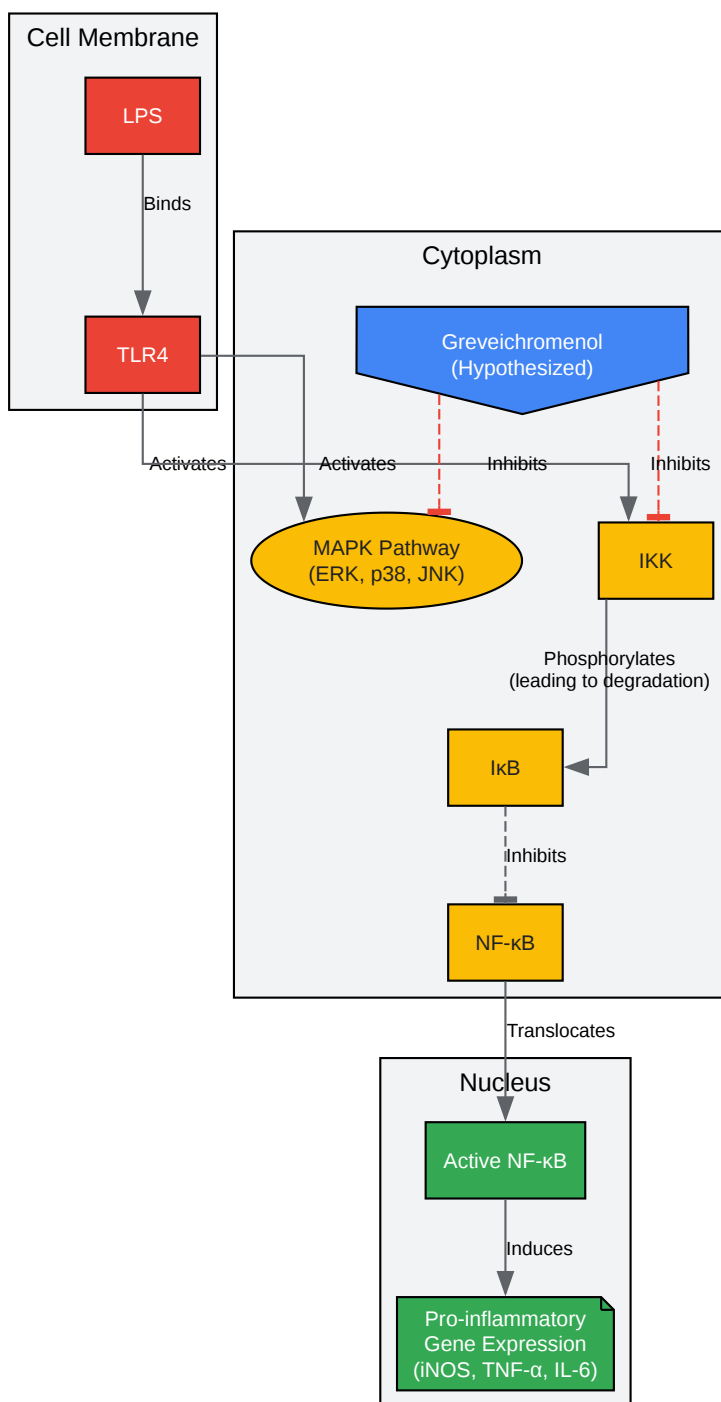 Cell Membrane
LPS
Binds
TLR4
Cytoplasm
Greveichromenol
(Hypothesized)
Activates
Activates
Inhibits
Inhibits
MAPK Pathway
(ERK, p38, JNK)
IKK
Phosphorylates
(leading to degradation)
IκB
Inhibits
NF-κB
Translocates
Nucleus
Active NF-κB
Induces
Pro-inflammatory
Gene Expression
(iNOS, TNF-α, IL-6)